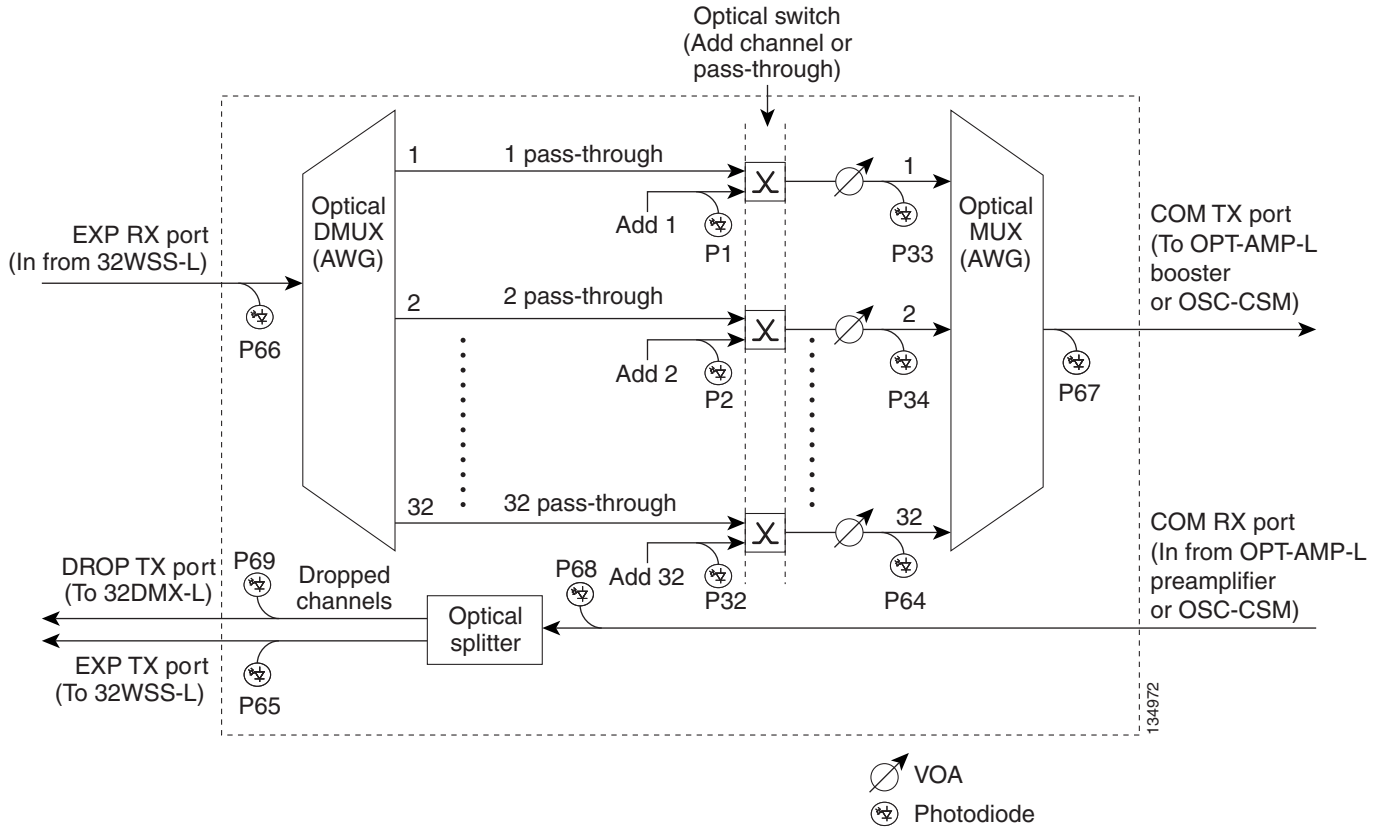 Optical switch
(Add channel or
pass-through)
1
1 pass-through
1
Optical
DMUX
(AWG)
Optical
MUX
(AWG)
Add 1
P1
P33
EXP RX port
(In from 32WSS-L)
COM TX port
(To OPT-AMP-L
booster
or OSC-CSM)
2
2 pass-through
2
P66
Add 2
P2
P34
P67
32
32 pass-through
32
COM RX port
(In from OPT-AMP-L
preamplifier
or OSC-CSM)
P69
P68
Add 32
P32
P64
DROP TX port
(To 32DMX-L)
Dropped
channels
Optical
splitter
EXP TX port
(To 32WSS-L)
P65
134972
VOA
Photodiode